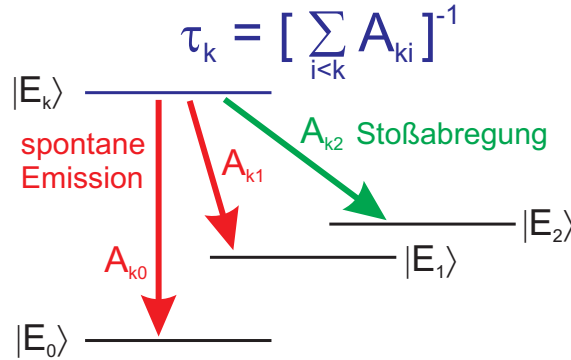 τₖ = [ ∑ Aₖᵢ ]⁻¹
i<k
|Eₖ⟩
spontane
Emission
Aₖ₂ Stoßabregung
Aₖ₁
Aₖ₀
|E₂⟩
|E₁⟩
|E₀⟩